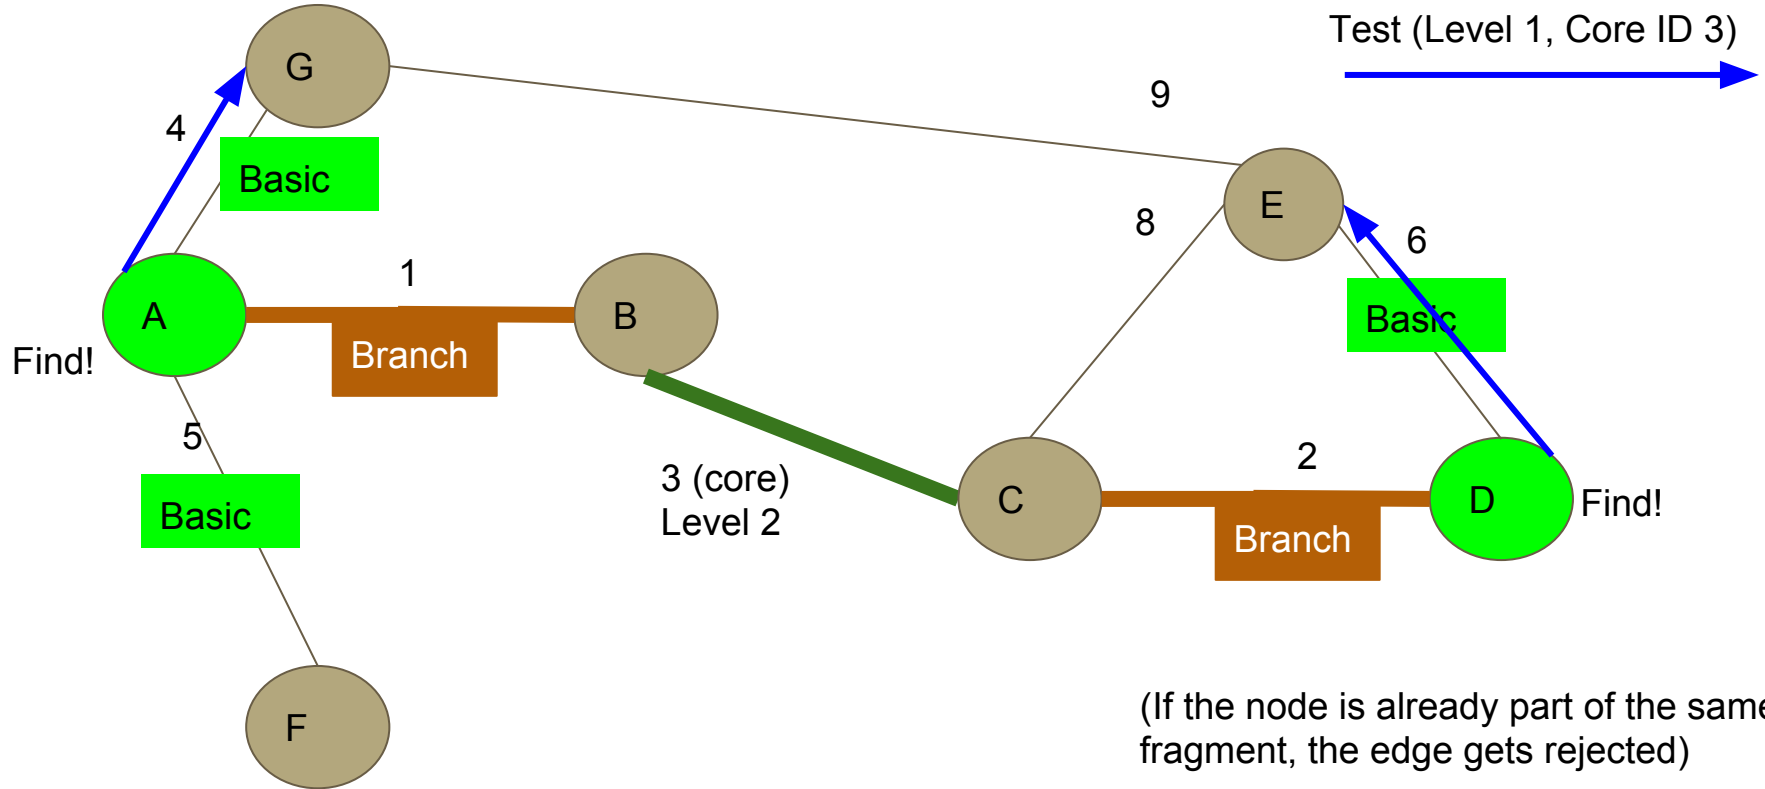 Test (Level 1, Core ID 3)
G
9
4
Basic
E
8
6
1
A
B
Basic
Find!
Branch
5
2
3 (core)
Level 2
C
D
Find!
Basic
Branch
(If the node is already part of the same
fragment, the edge gets rejected)
F